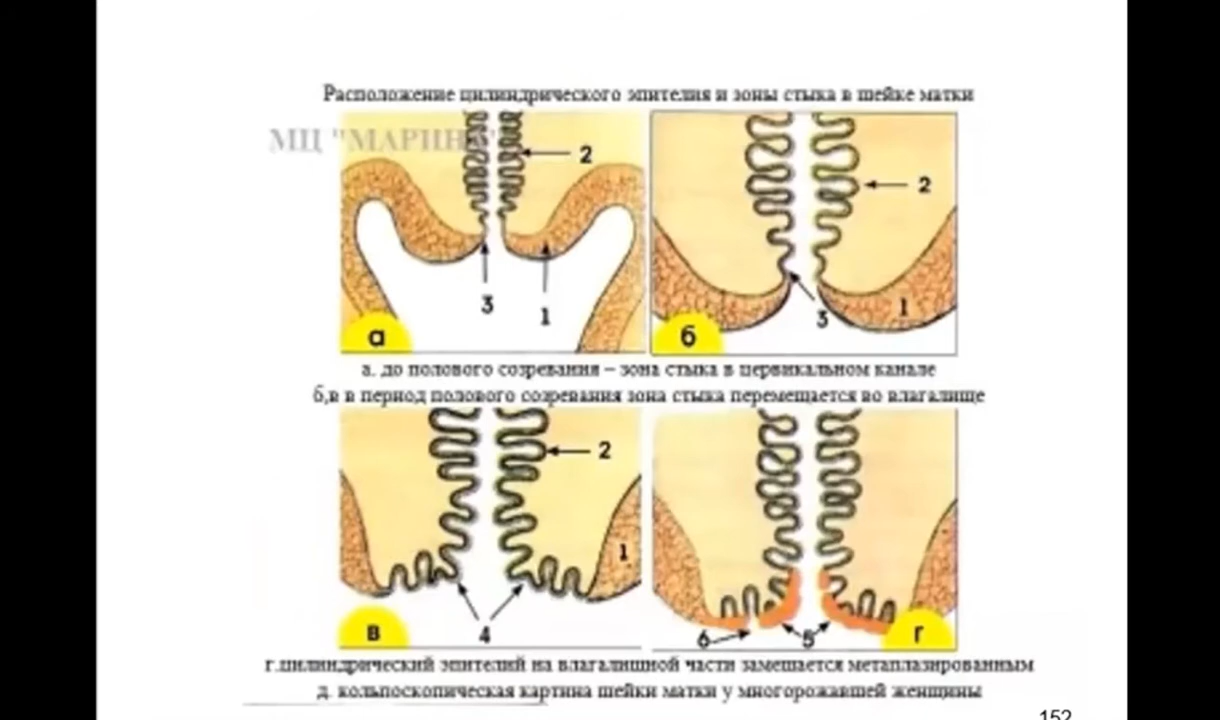 Расположение цилиндрического эпителия и зоны стыка в шейке матки
МЦ "МАРИНА"
2
3
1
а
2
3
1
б
а. до полового созревания – зона стыка в цервикальном канале
б,в в период полового созревания зона стыка перемещается во влагалище
2
1
4
в
6
5
г
г.цилиндрический эпителий на влагалищной части замещается метаплазированным
д. кольпоскопическая картина шейки матки у многорожавшей женщины
152